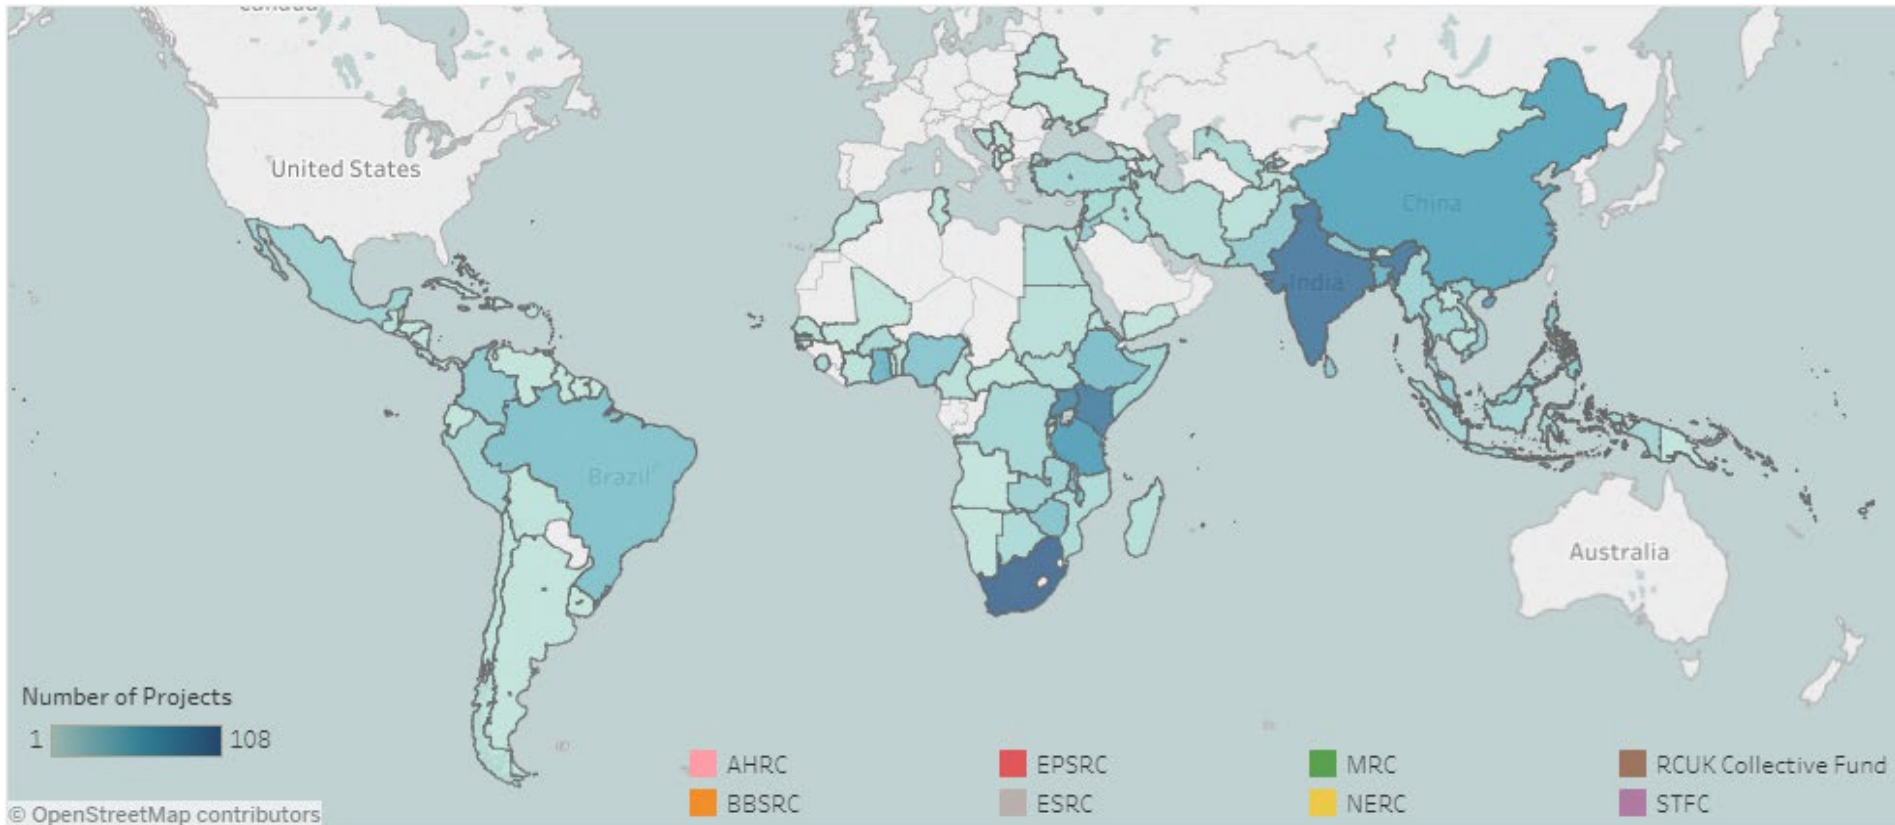 Canada
United States
China
India
Brazil
Australia
Number of Projects
1 108
AHRC EPSRC MRC RCUK Collective Fund
BBSRC ESRC NERC STFC
© OpenStreetMap contributors